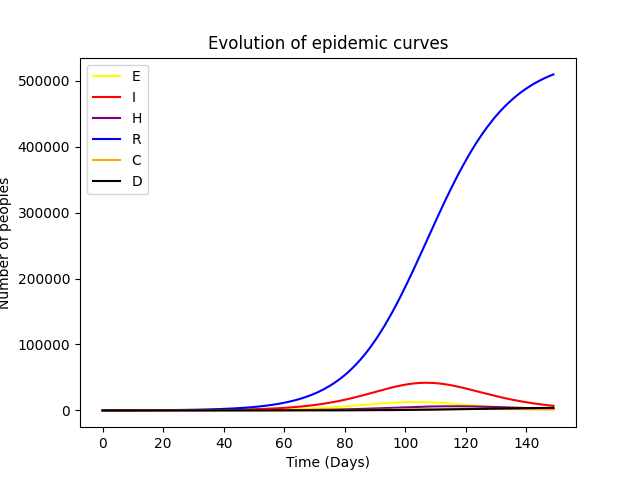 Evolution of epidemic curves
E
I
H
R
C
D
500000
400000
300000
200000
100000
0
Number of peoples
0 20 40 60 80 100 120 140
Time (Days)